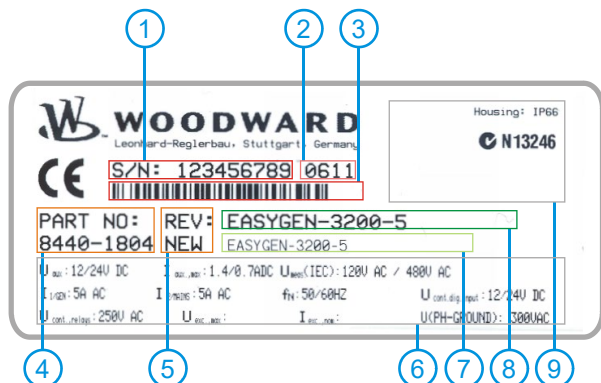 1 2 3
WOODWARD
Leonhard-Reglerbau, Stuttgart, Germany
Housing: IP66
N13246
CE
S/N: 123456789 0611
PART NO: REV: EASYGEN-3200-5
8440-1804 NEW EASYGEN-3200-5
U aux: 12/24V DC I aux.,max: 1.4/0.7ADC U meas(IEC): 120V AC / 480V AC
I 1/GEN: 5A AC I 2/MAINS: 5A AC fN: 50/60HZ U cont.dig.input: 12/24V DC
U cont.,relays: 250V AC U exc.,max: I exc.,nom: U(PH-GROUND): 300VAC
4 5 6 7 8 9